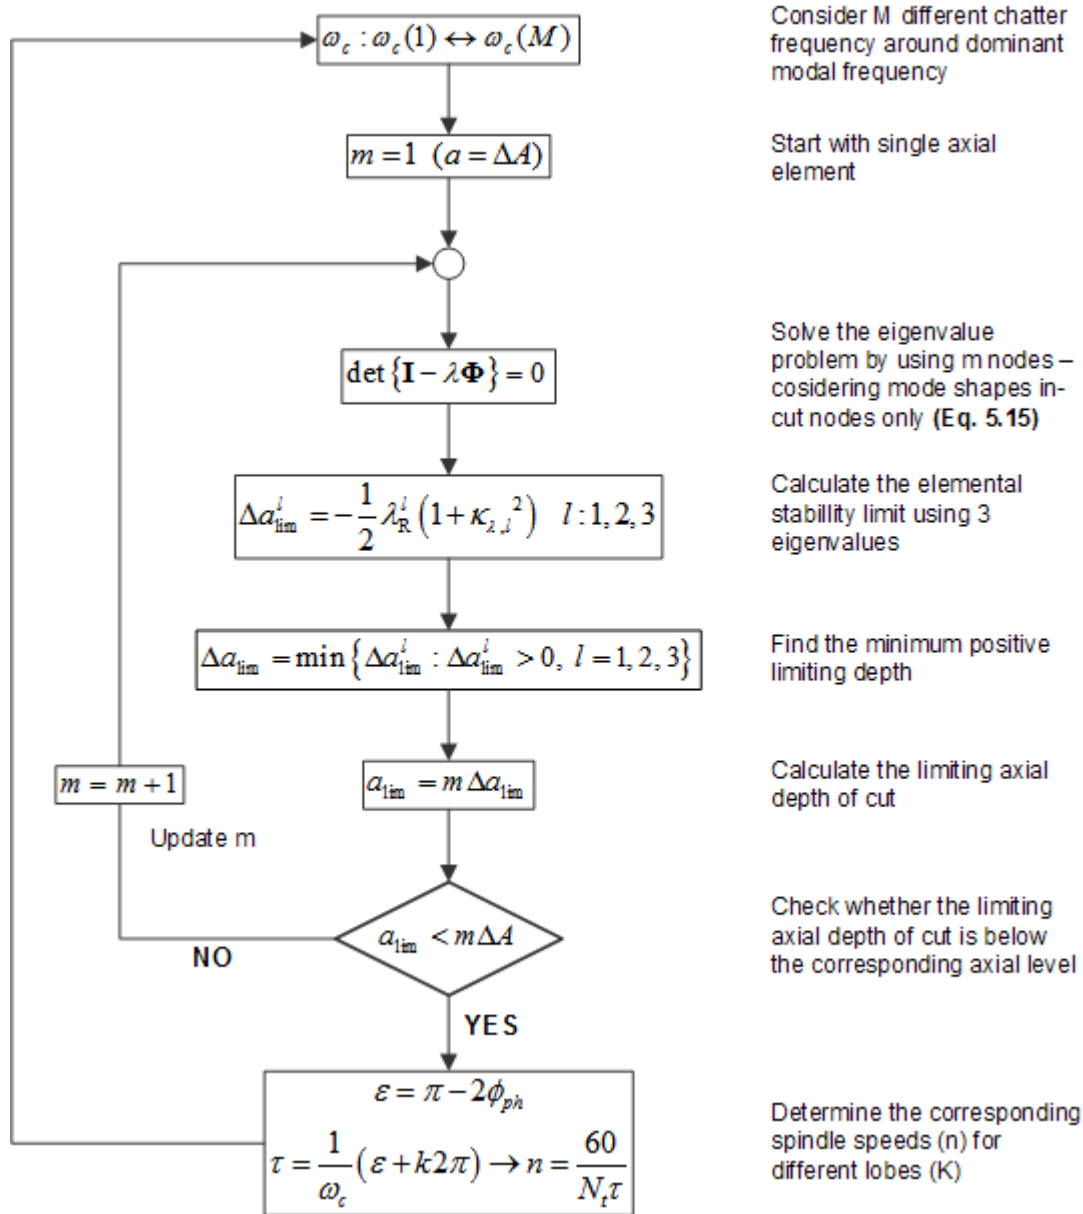 ω_c : ω_c(1) ↔ ω_c(M)
Consider M different chatter
frequency around dominant
modal frequency
m = 1 (a = ΔA)
Start with single axial
element
det{I − λΦ} = 0
Solve the eigenvalue
problem by using m nodes –
cosidering mode shapes in-
cut nodes only (Eq. 5.15)
Δa_lim^l = −1/2 λ_R^l (1 + κ_λ,l²) l : 1, 2, 3
Calculate the elemental
stabillity limit using 3
eigenvalues
Δa_lim = min{Δa_lim^l : Δa_lim^l > 0, l = 1, 2, 3}
Find the minimum positive
limiting depth
m = m + 1
Update m
a_lim = m Δa_lim
Calculate the limiting axial
depth of cut
a_lim < mΔA
NO
YES
Check whether the limiting
axial depth of cut is below
the corresponding axial level
ε = π − 2ϕ_ph
τ = 1/ω_c (ε + k2π) → n = 60/N_t τ
Determine the corresponding
spindle speeds (n) for
different lobes (K)